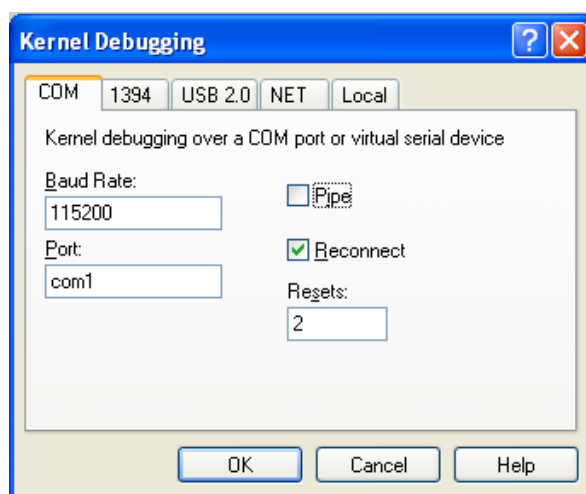 Kernel Debugging
COM 1394 USB 2.0 NET Local
Kernel debugging over a COM port or virtual serial device
Baud Rate:
115200
Pipe
Port:
com1
Reconnect
Resets:
2
OK Cancel Help